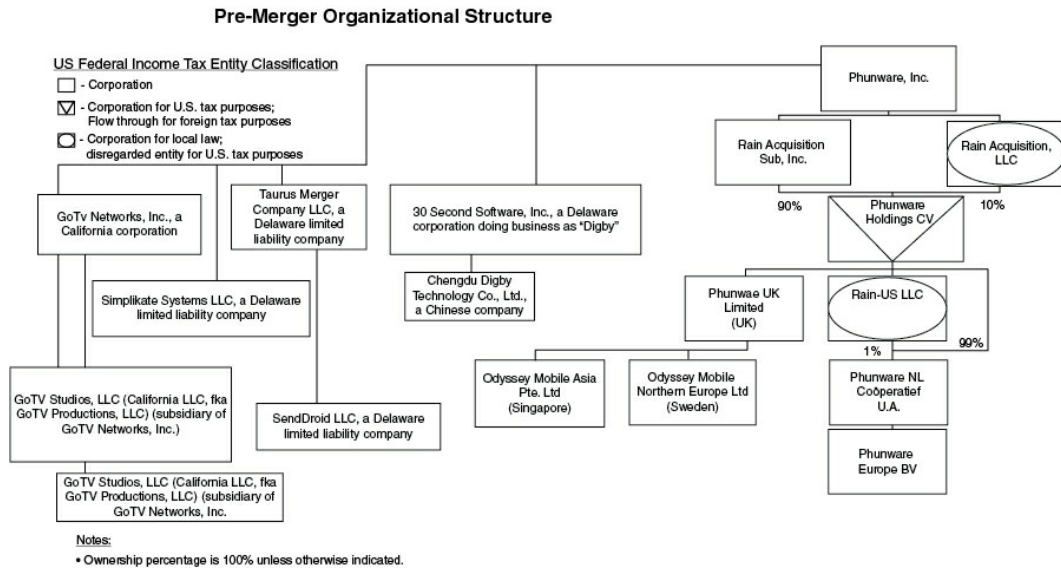 Pre-Merger Organizational Structure
US Federal Income Tax Entity Classification
- Corporation
- Corporation for U.S. tax purposes;
Flow through for foreign tax purposes
- Corporation for local law;
disregarded entity for U.S. tax purposes
Phunware, Inc.
Rain Acquisition
Sub, Inc.
Rain Acquisition,
LLC
90%
10%
Phunware
Holdings CV
GoTv Networks, Inc., a
California corporation
Taurus Merger
Company LLC, a
Delaware limited
liability company
30 Second Software, Inc., a Delaware
corporation doing business as "Digby"
Simplikate Systems LLC, a Delaware
limited liability company
Chengdu Digby
Technology Co., Ltd.,
a Chinese company
Phunwae UK
Limited
(UK)
Rain-US LLC
1%
99%
Odyssey Mobile Asia
Pte. Ltd
(Singapore)
Odyssey Mobile
Northern Europe Ltd
(Sweden)
Phunware NL
Coöperatief
U.A.
GoTV Studios, LLC (California LLC, fka
GoTV Productions, LLC) (subsidiary of
GoTV Networks, Inc.)
SendDroid LLC, a Delaware
limited liability company
Phunware
Europe BV
GoTV Studios, LLC (California LLC, fka
GoTV Productions, LLC) (subsidiary of
GoTV Networks, Inc.
Notes:
• Ownership percentage is 100% unless otherwise indicated.